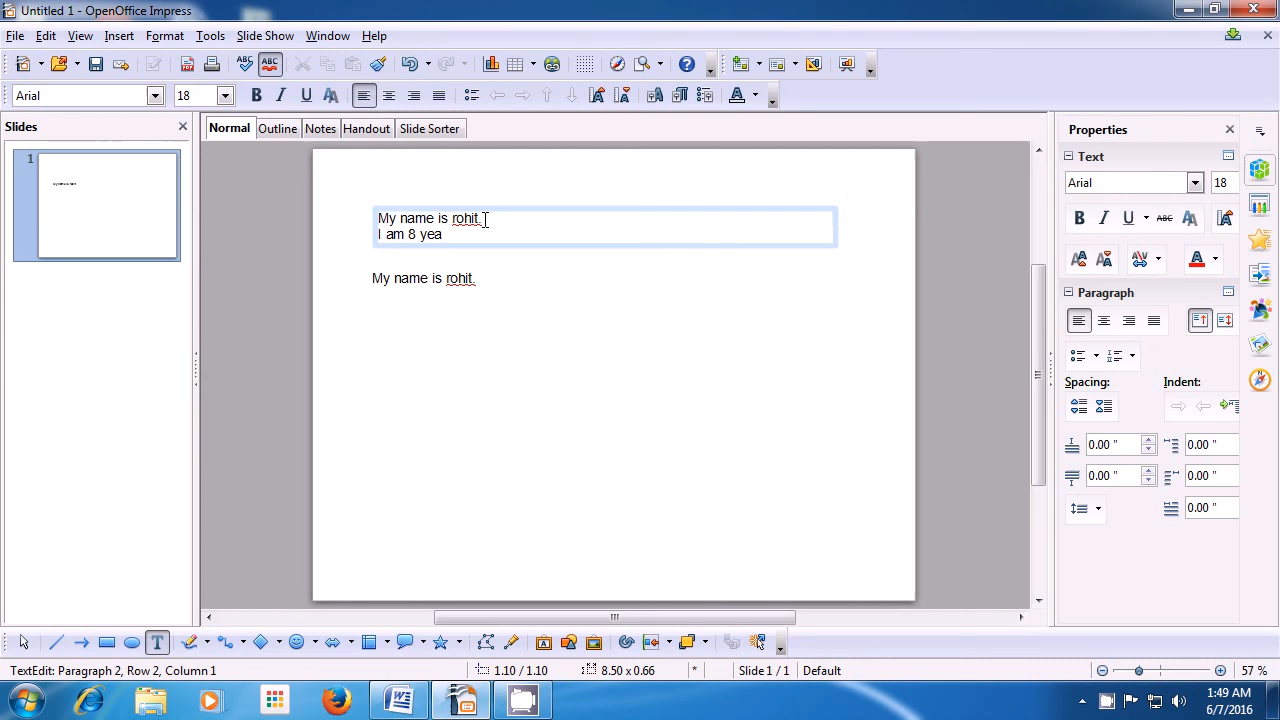 Untitled 1 - OpenOffice Impress
File Edit View Insert Format Tools Slide Show Window Help
Arial 18
Slides
Normal Outline Notes Handout Slide Sorter
Properties
1
Text
Arial 18
My name is rohit.
I am 8 yea
My name is rohit.
Paragraph
Spacing: Indent:
0.00 " 0.00 "
0.00 " 0.00 "
0.00 "
TextEdit: Paragraph 2, Row 2, Column 1 1.10 / 1.10 8.50 x 0.66 * Slide 1 / 1 Default 57 %
1:49 AM
6/7/2016